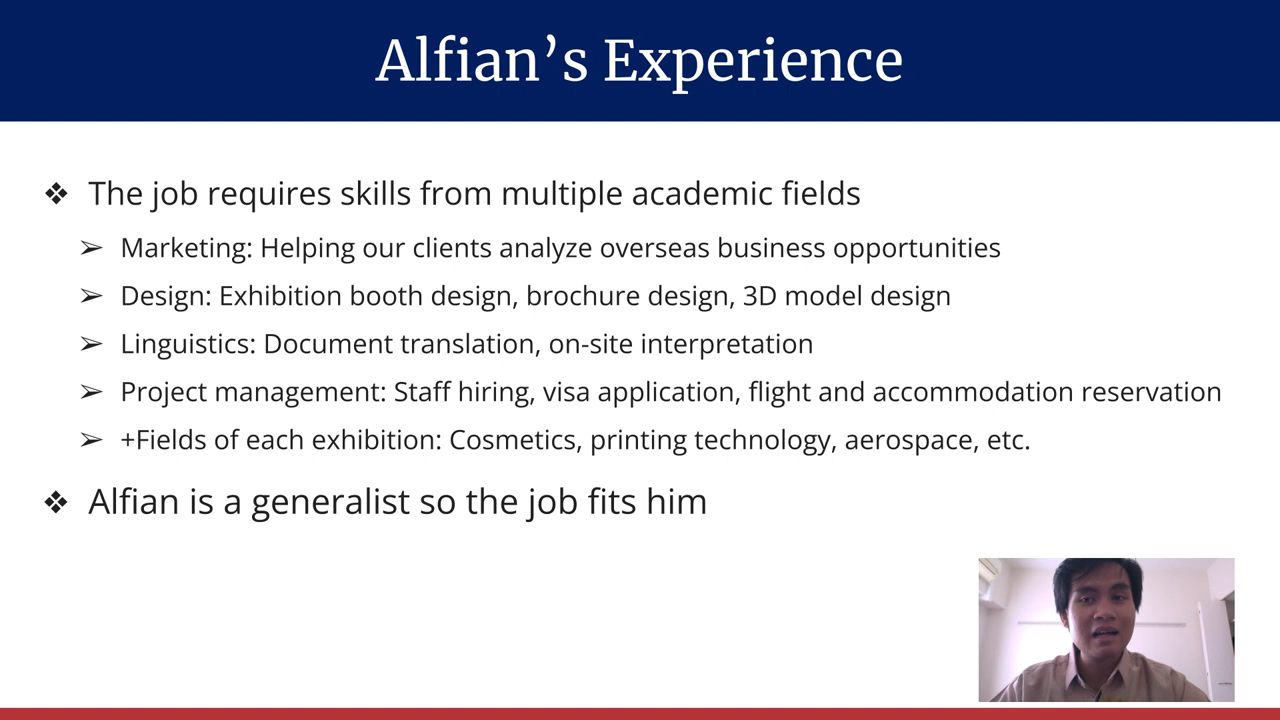 Alfian’s Experience
❖ The job requires skills from multiple academic fields
➢ Marketing: Helping our clients analyze overseas business opportunities
➢ Design: Exhibition booth design, brochure design, 3D model design
➢ Linguistics: Document translation, on-site interpretation
➢ Project management: Staff hiring, visa application, flight and accommodation reservation
➢ +Fields of each exhibition: Cosmetics, printing technology, aerospace, etc.
❖ Alfian is a generalist so the job fits him